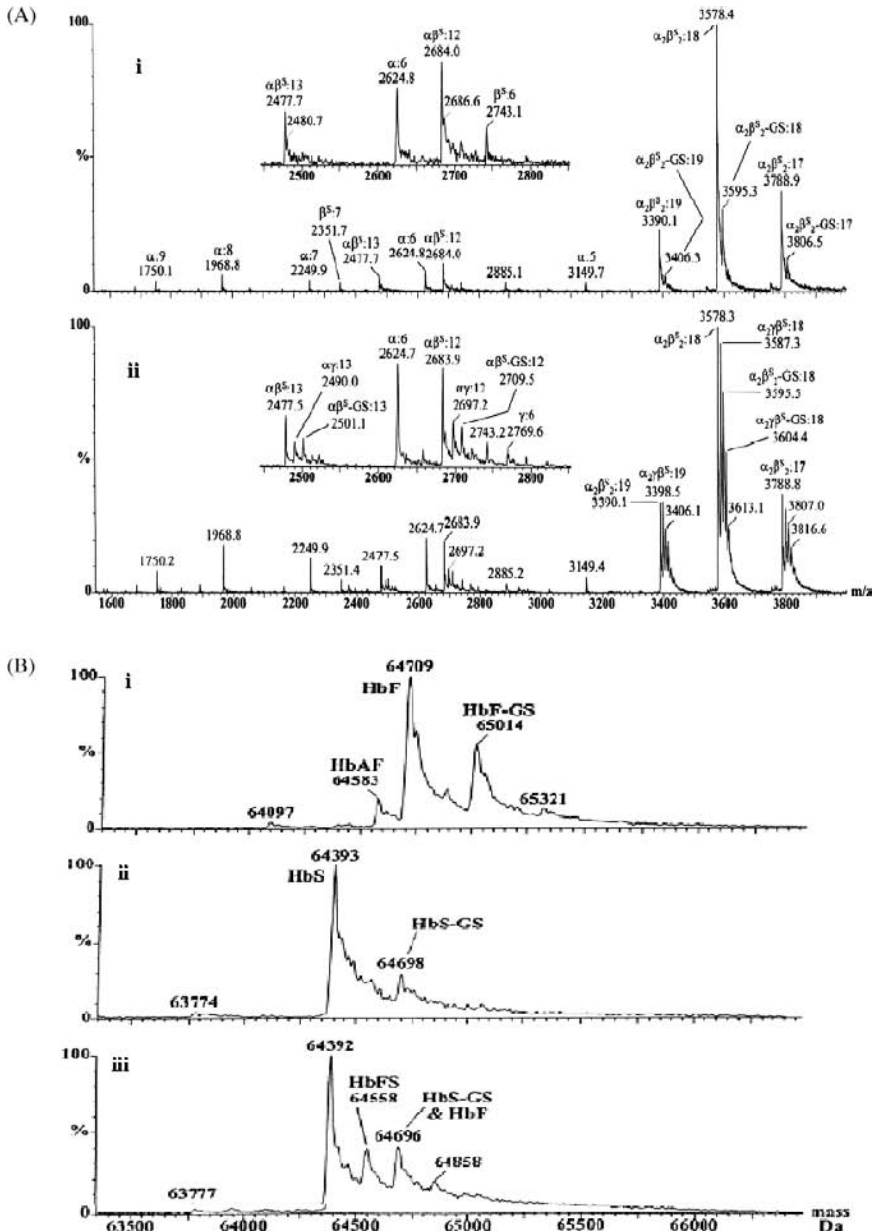 (A)
i
100
%
0
αβˢ:13
2477.7
2480.7
α:6
2624.8
αβˢ:12
2684.0
2686.6
βˢ:6
2743.1
2500 2600 2700 2800
α:9
1750.1
α:8
1968.8
α:7
2249.9
βˢ:7
2351.7
αβˢ:13
2477.7
α:6
2624.8
αβˢ:12
2684.0
2885.1
α:5
3149.7
α₂βˢ₂:19
3390.1
α₂βˢ₂-GS:19
3406.3
α₂βˢ₂:18
3578.4
α₂βˢ₂-GS:18
3595.3
α₂βˢ₂:17
3788.9
α₂βˢ₂-GS:17
3806.5
ii
100
%
0
αβˢ:13
2477.5
αγ:13
2490.0
αβˢ-GS:13
2501.1
α:6
2624.7
αβˢ:12
2683.9
αγ:12
2697.2
αβˢ-GS:12
2709.5
2743.2
γ:6
2769.6
2500 2600 2700 2800
1750.2
1968.8
2249.9
2351.4
2477.5
2624.7
2683.9
2697.2
2885.2
3149.4
α₂βˢ₂:19
3390.1
α₂γβˢ:19
3398.5
3406.1
α₂βˢ₂:18
3578.3
α₂γβˢ:18
3587.3
α₂βˢ₂-GS:18
3595.5
α₂γβˢ-GS:18
3604.4
3613.1
α₂βˢ₂:17
3788.8
3807.0
3816.6
1600 1800 2000 2200 2400 2600 2800 3000 3200 3400 3600 3800 m/z
(B)
i
100
%
0
64097
HbAF
64583
HbF
64709
HbF-GS
65014
65321
ii
100
%
0
63774
HbS
64393
HbS-GS
64698
iii
100
%
0
63777
64392
HbFS
64558
HbS-GS
& HbF
64696
64858
63500 64000 64500 65000 65500 66000
mass
Da